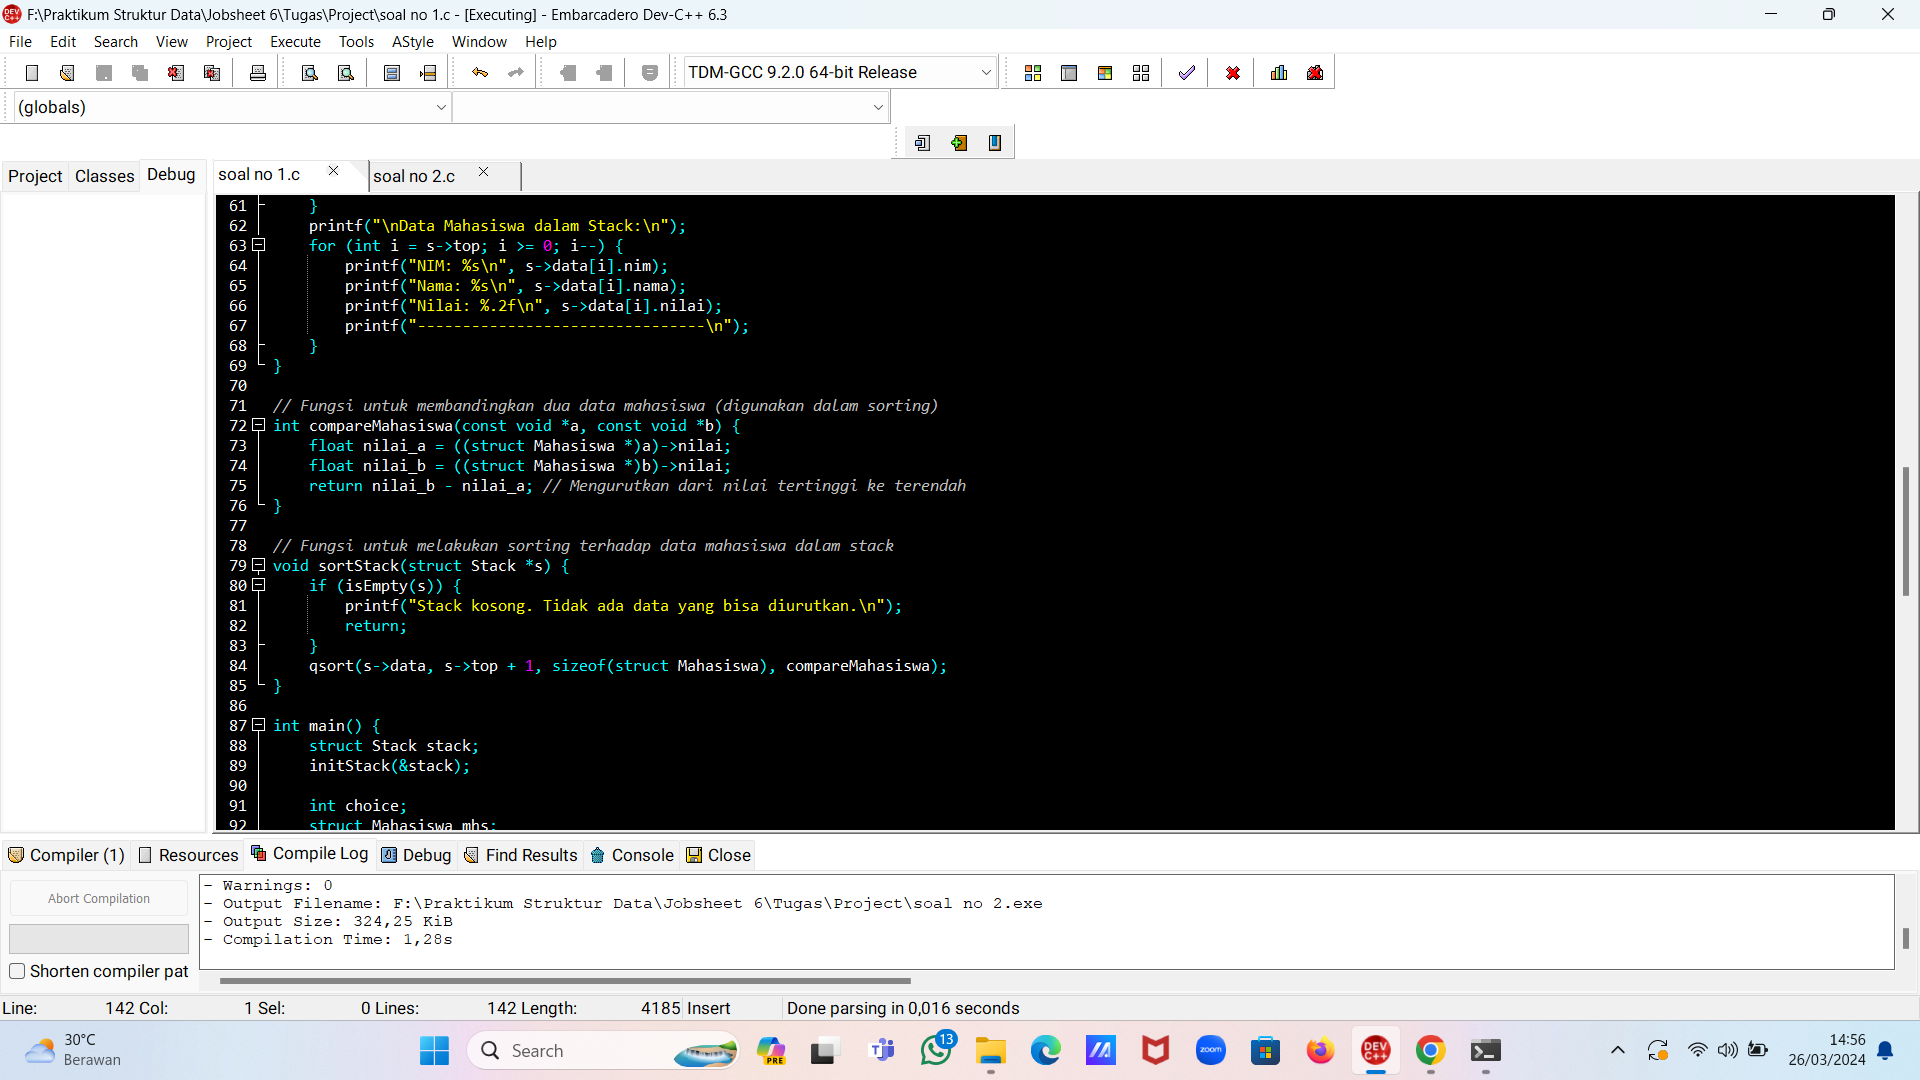 F:\Praktikum Struktur Data\Jobsheet 6\Tugas\Project\soal no 1.c - [Executing] - Embarcadero Dev-C++ 6.3
File Edit Search View Project Execute Tools AStyle Window Help
TDM-GCC 9.2.0 64-bit Release
(globals)
Project Classes Debug soal no 1.c soal no 2.c
61 }
62 printf("\nData Mahasiswa dalam Stack:\n");
63 for (int i = s->top; i >= 0; i--) {
64 printf("NIM: %s\n", s->data[i].nim);
65 printf("Nama: %s\n", s->data[i].nama);
66 printf("Nilai: %.2f\n", s->data[i].nilai);
67 printf("--------------------------------\n");
68 }
69 }
70
71 // Fungsi untuk membandingkan dua data mahasiswa (digunakan dalam sorting)
72 int compareMahasiswa(const void *a, const void *b) {
73 float nilai_a = ((struct Mahasiswa *)a)->nilai;
74 float nilai_b = ((struct Mahasiswa *)b)->nilai;
75 return nilai_b - nilai_a; // Mengurutkan dari nilai tertinggi ke terendah
76 }
77
78 // Fungsi untuk melakukan sorting terhadap data mahasiswa dalam stack
79 void sortStack(struct Stack *s) {
80 if (isEmpty(s)) {
81 printf("Stack kosong. Tidak ada data yang bisa diurutkan.\n");
82 return;
83 }
84 qsort(s->data, s->top + 1, sizeof(struct Mahasiswa), compareMahasiswa);
85 }
86
87 int main() {
88 struct Stack stack;
89 initStack(&stack);
90
91 int choice;
92 struct Mahasiswa mhs;
Compiler (1) Resources Compile Log Debug Find Results Console Close
Abort Compilation
Shorten compiler pat
- Warnings: 0
- Output Filename: F:\Praktikum Struktur Data\Jobsheet 6\Tugas\Project\soal no 2.exe
- Output Size: 324,25 KiB
- Compilation Time: 1,28s
Line: 142 Col: 1 Sel: 0 Lines: 142 Length: 4185 Insert Done parsing in 0,016 seconds
30°C
Berawan
Search
PRE
13
zoom
DEV
C++
14:56
26/03/2024